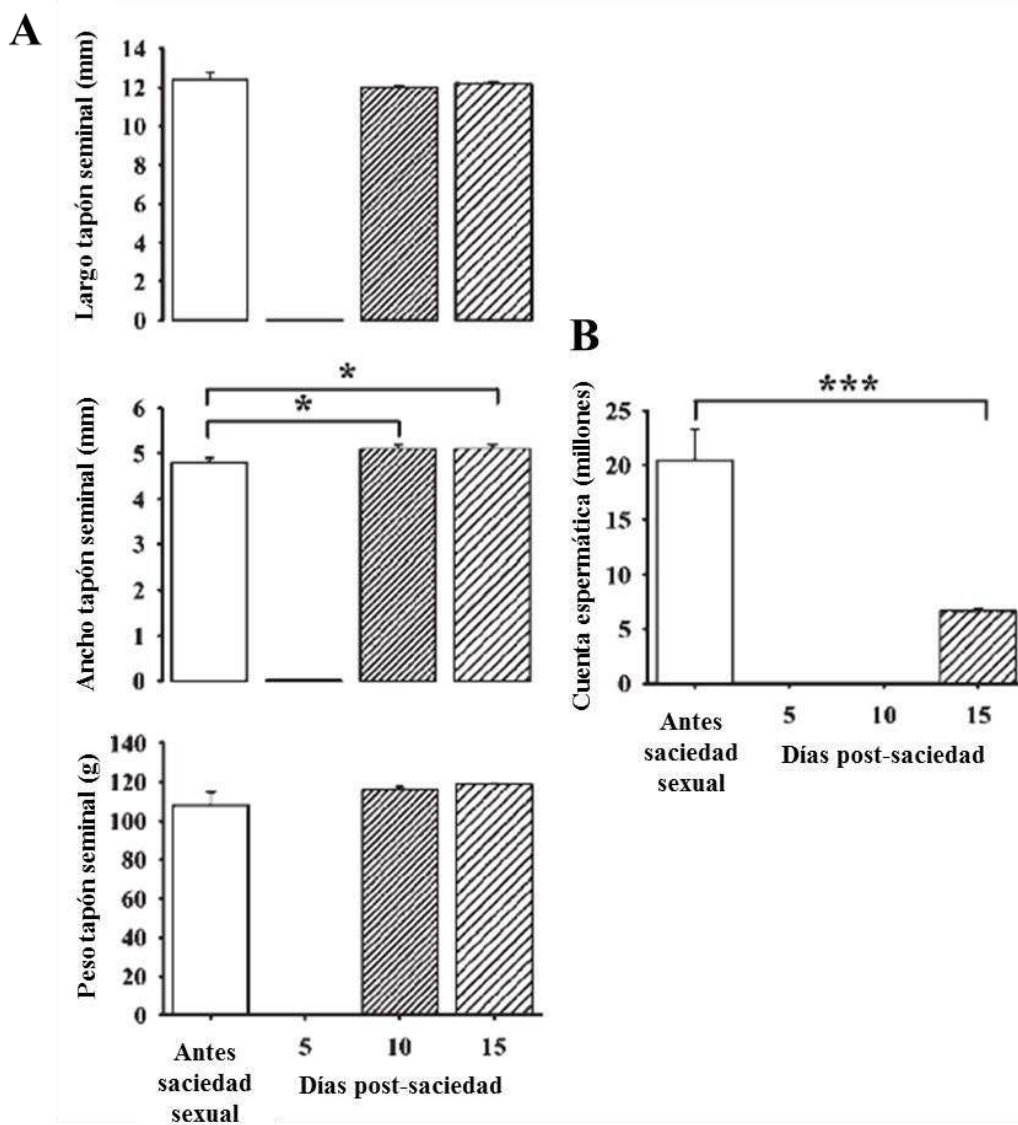 A
Largo tapón seminal (mm)
14
12
10
8
6
4
2
0
Ancho tapón seminal (mm)
6
5
4
3
2
1
0
*
*
Peso tapón seminal (g)
140
120
100
80
60
40
20
0
Antes
saciedad
sexual
5 10 15
Días post-saciedad
B
Cuenta espermática (millones)
25
20
15
10
5
0
***
Antes
saciedad
sexual
5 10 15
Días post-saciedad